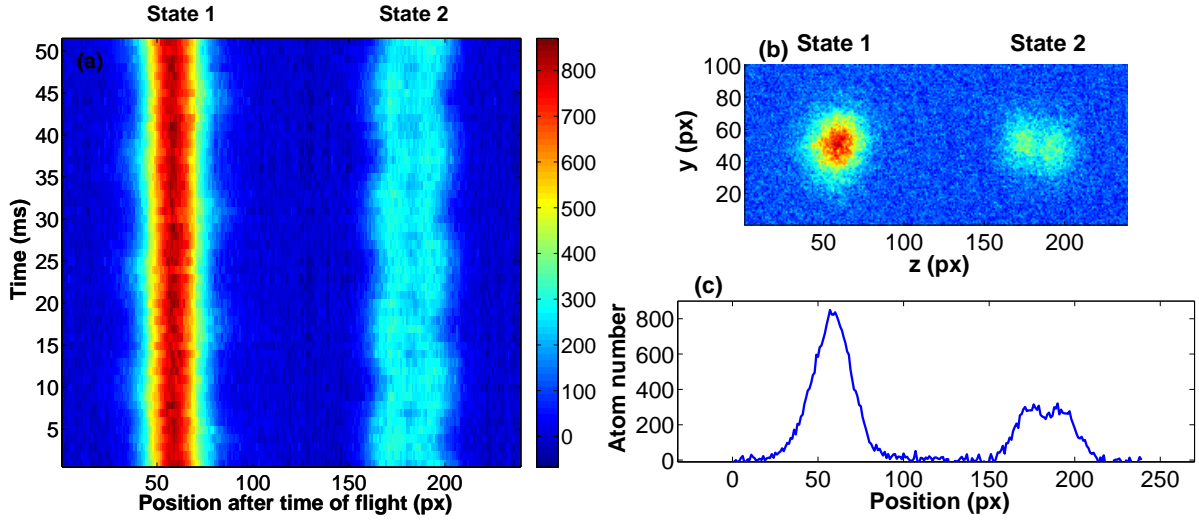 State 1 State 2
(a)
50
45
40
35
30
25
20
15
10
5
Time (ms)
50 100 150 200
Position after time of flight (px)
800
700
600
500
400
300
200
100
0
State 1 State 2
(b)
100
80
60
40
20
y (px)
50 100 150 200
z (px)
(c)
800
600
400
200
0
Atom number
0 50 100 150 200 250
Position (px)